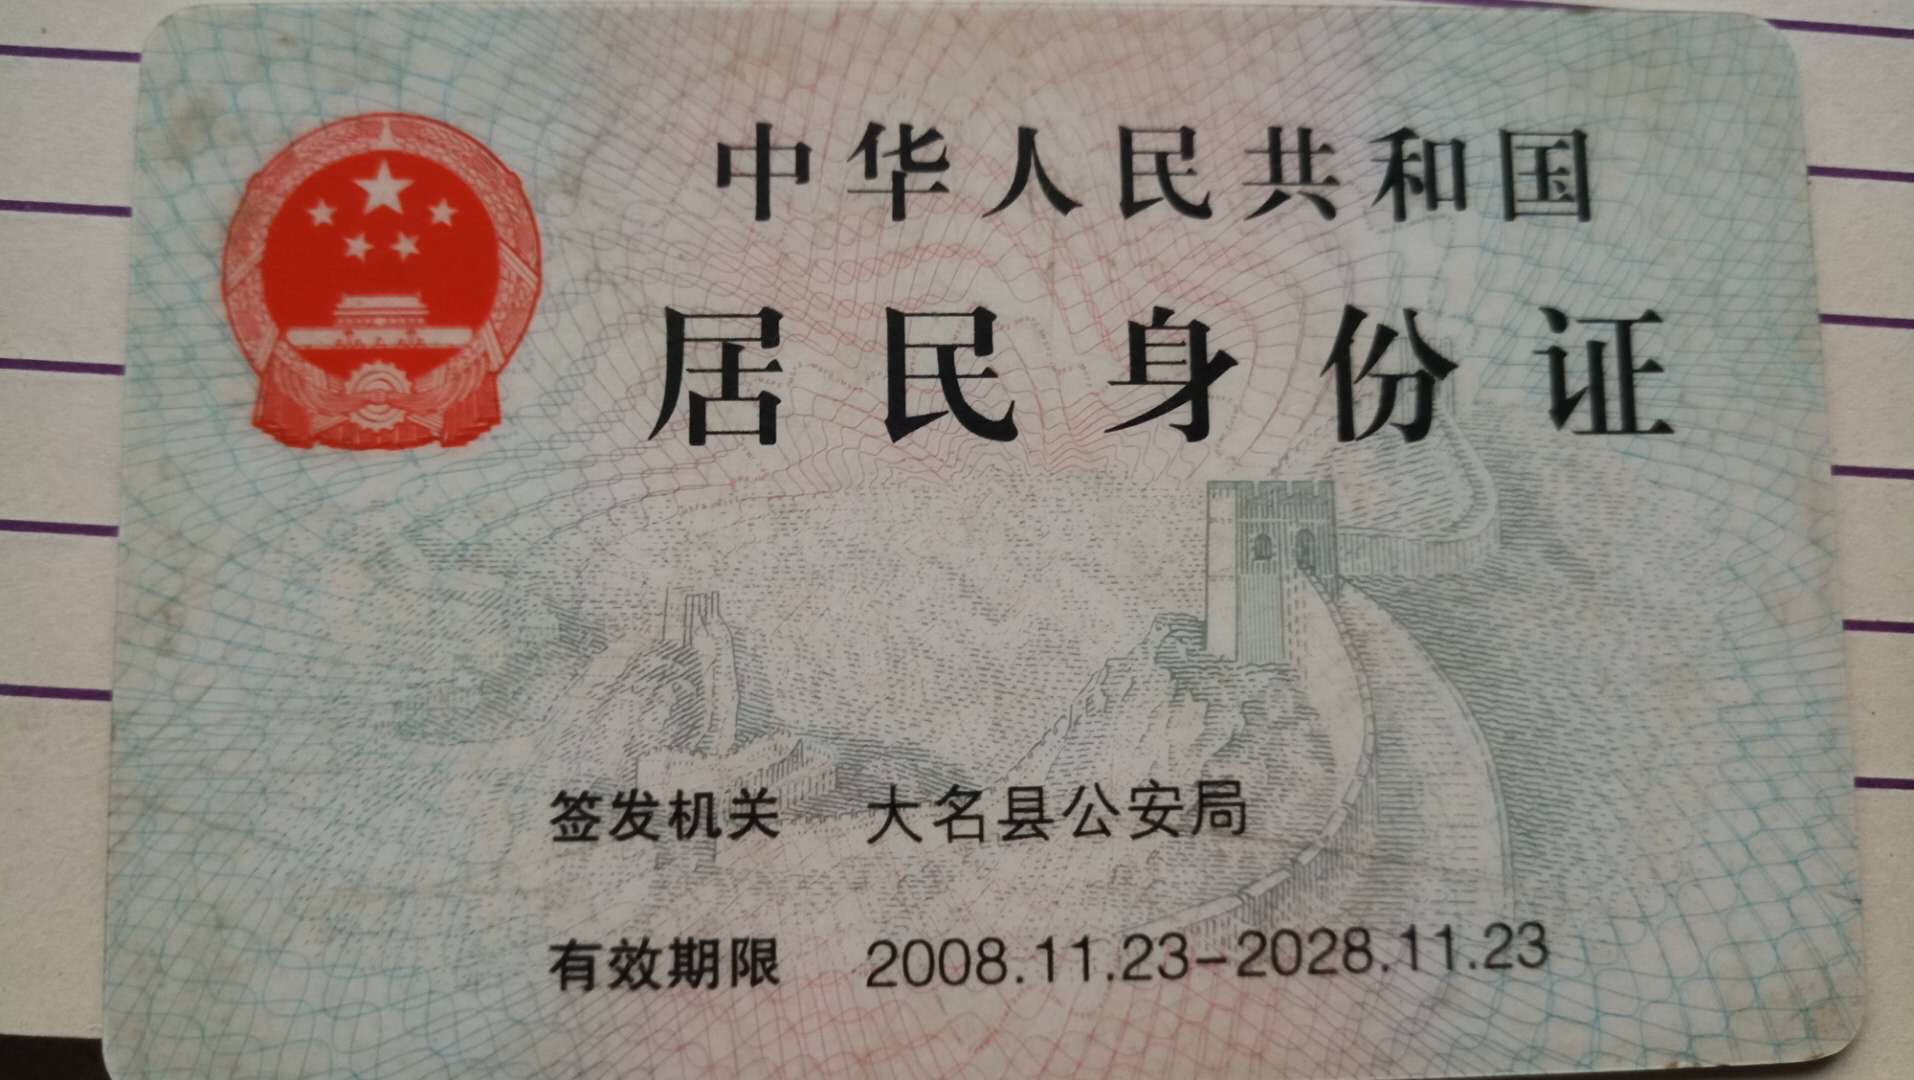 中华人民共和国
居民身份证
签发机关 大名县公安局
有效期限 2008.11.23-2028.11.23